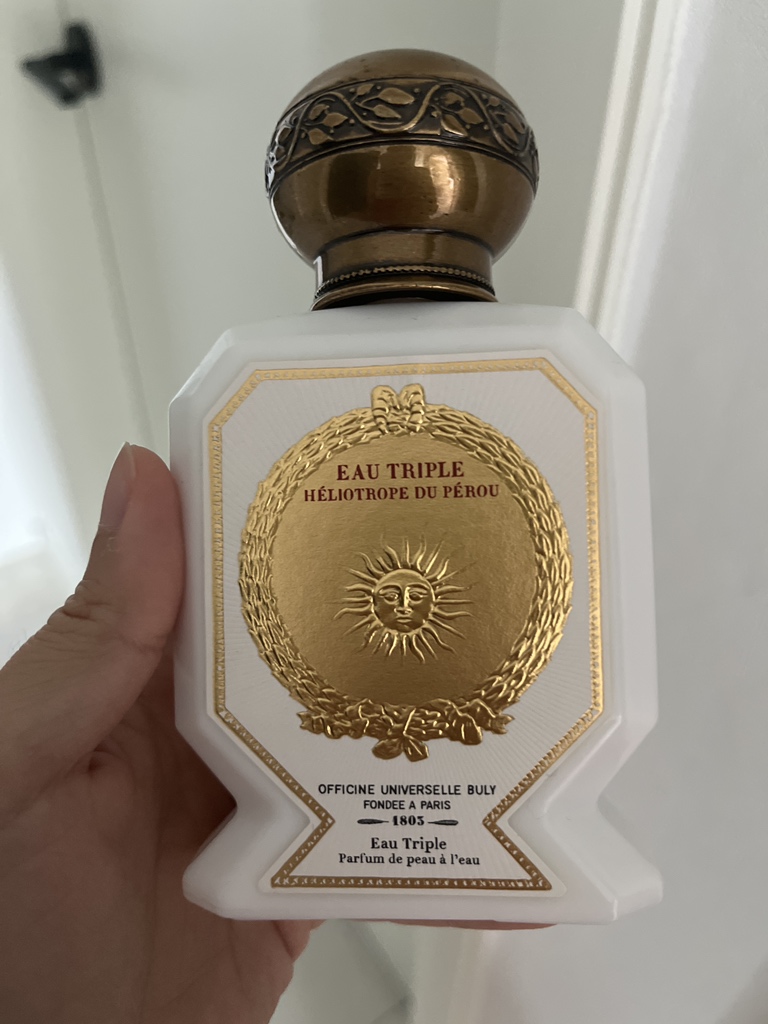 EAU TRIPLE
HÉLIOTROPE DU PÉROU
OFFICINE UNIVERSELLE BULY
FONDEE A PARIS
1803
Eau Triple
Parfum de peau à l'eau